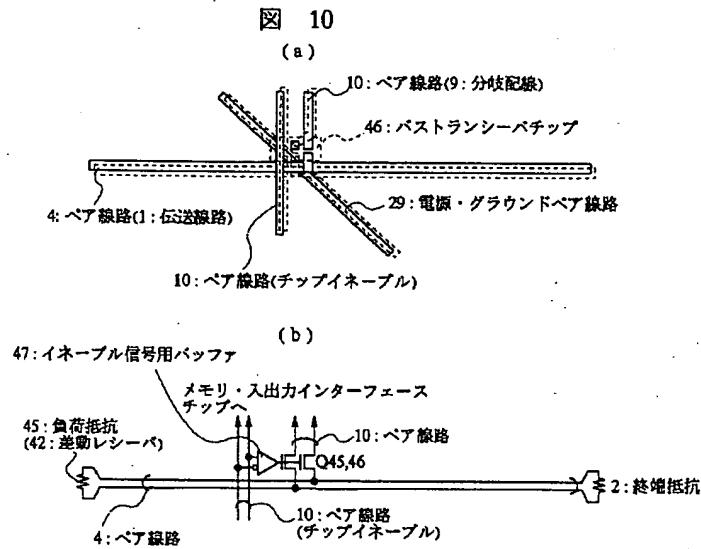 図 10
(a)
10:ペア線路(9:分岐配線)
46:バストランシーバチップ
4:ペア線路(1:伝送線路)
29:電源・グラウンドペア線路
10:ペア線路(チップイネーブル)
(b)
47:イネーブル信号用バッファ
メモリ・入出力インターフェース
チップへ
45:負荷抵抗
(42:差動レシーバ)
10:ペア線路
Q45,46
2:終端抵抗
10:ペア線路
(チップイネーブル)
4:ペア線路